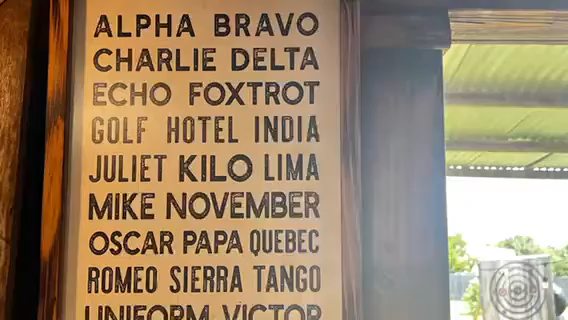 ALPHA BRAVO
CHARLIE DELTA
ECHO FOXTROT
GOLF HOTEL INDIA
JULIET KILO LIMA
MIKE NOVEMBER
OSCAR PAPA QUEBEC
ROMEO SIERRA TANGO
UNIFORM VICTOR